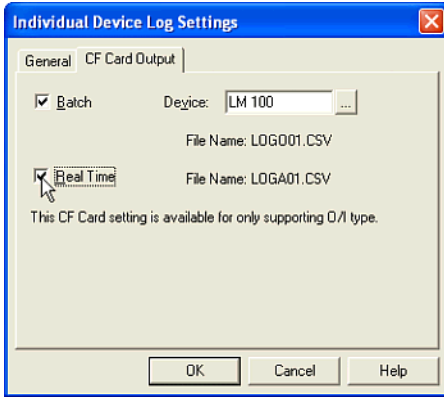 Individual Device Log Settings
General CF Card Output
Batch Device: LM 100 ...
File Name: LOGO01.CSV
Real Time File Name: LOGA01.CSV
This CF Card setting is available for only supporting O/I type.
OK Cancel Help